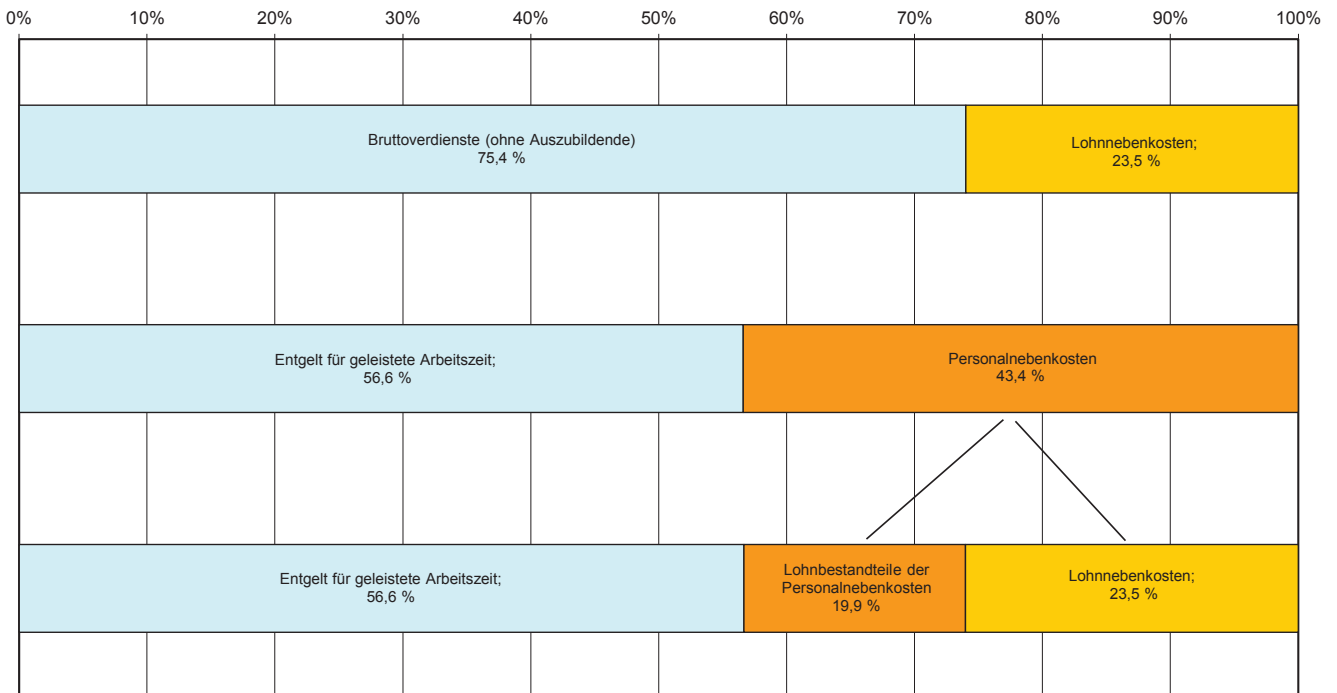 0% 10% 20% 30% 40% 50% 60% 70% 80% 90% 100%
Bruttoverdienste (ohne Auszubildende)
75,4 %
Lohnnebenkosten;
23,5 %
Entgelt für geleistete Arbeitszeit;
56,6 %
Personalnebenkosten
43,4 %
Entgelt für geleistete Arbeitszeit;
56,6 %
Lohnbestandteile der
Personalnebenkosten
19,9 %
Lohnnebenkosten;
23,5 %